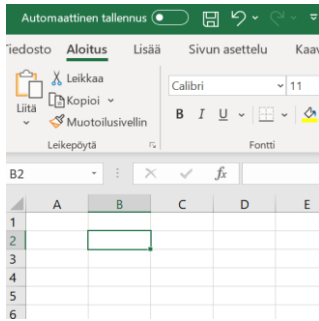 Automaattinen tallennus
Tiedosto Aloitus Lisää Sivun asettelu Kaav
Leikkaa
Kopioi
Muotoilusivellin
Liitä
Leikepöytä
Calibri 11
B I U
Fontti
B2 fx
A B C D E
1
2
3
4
5
6